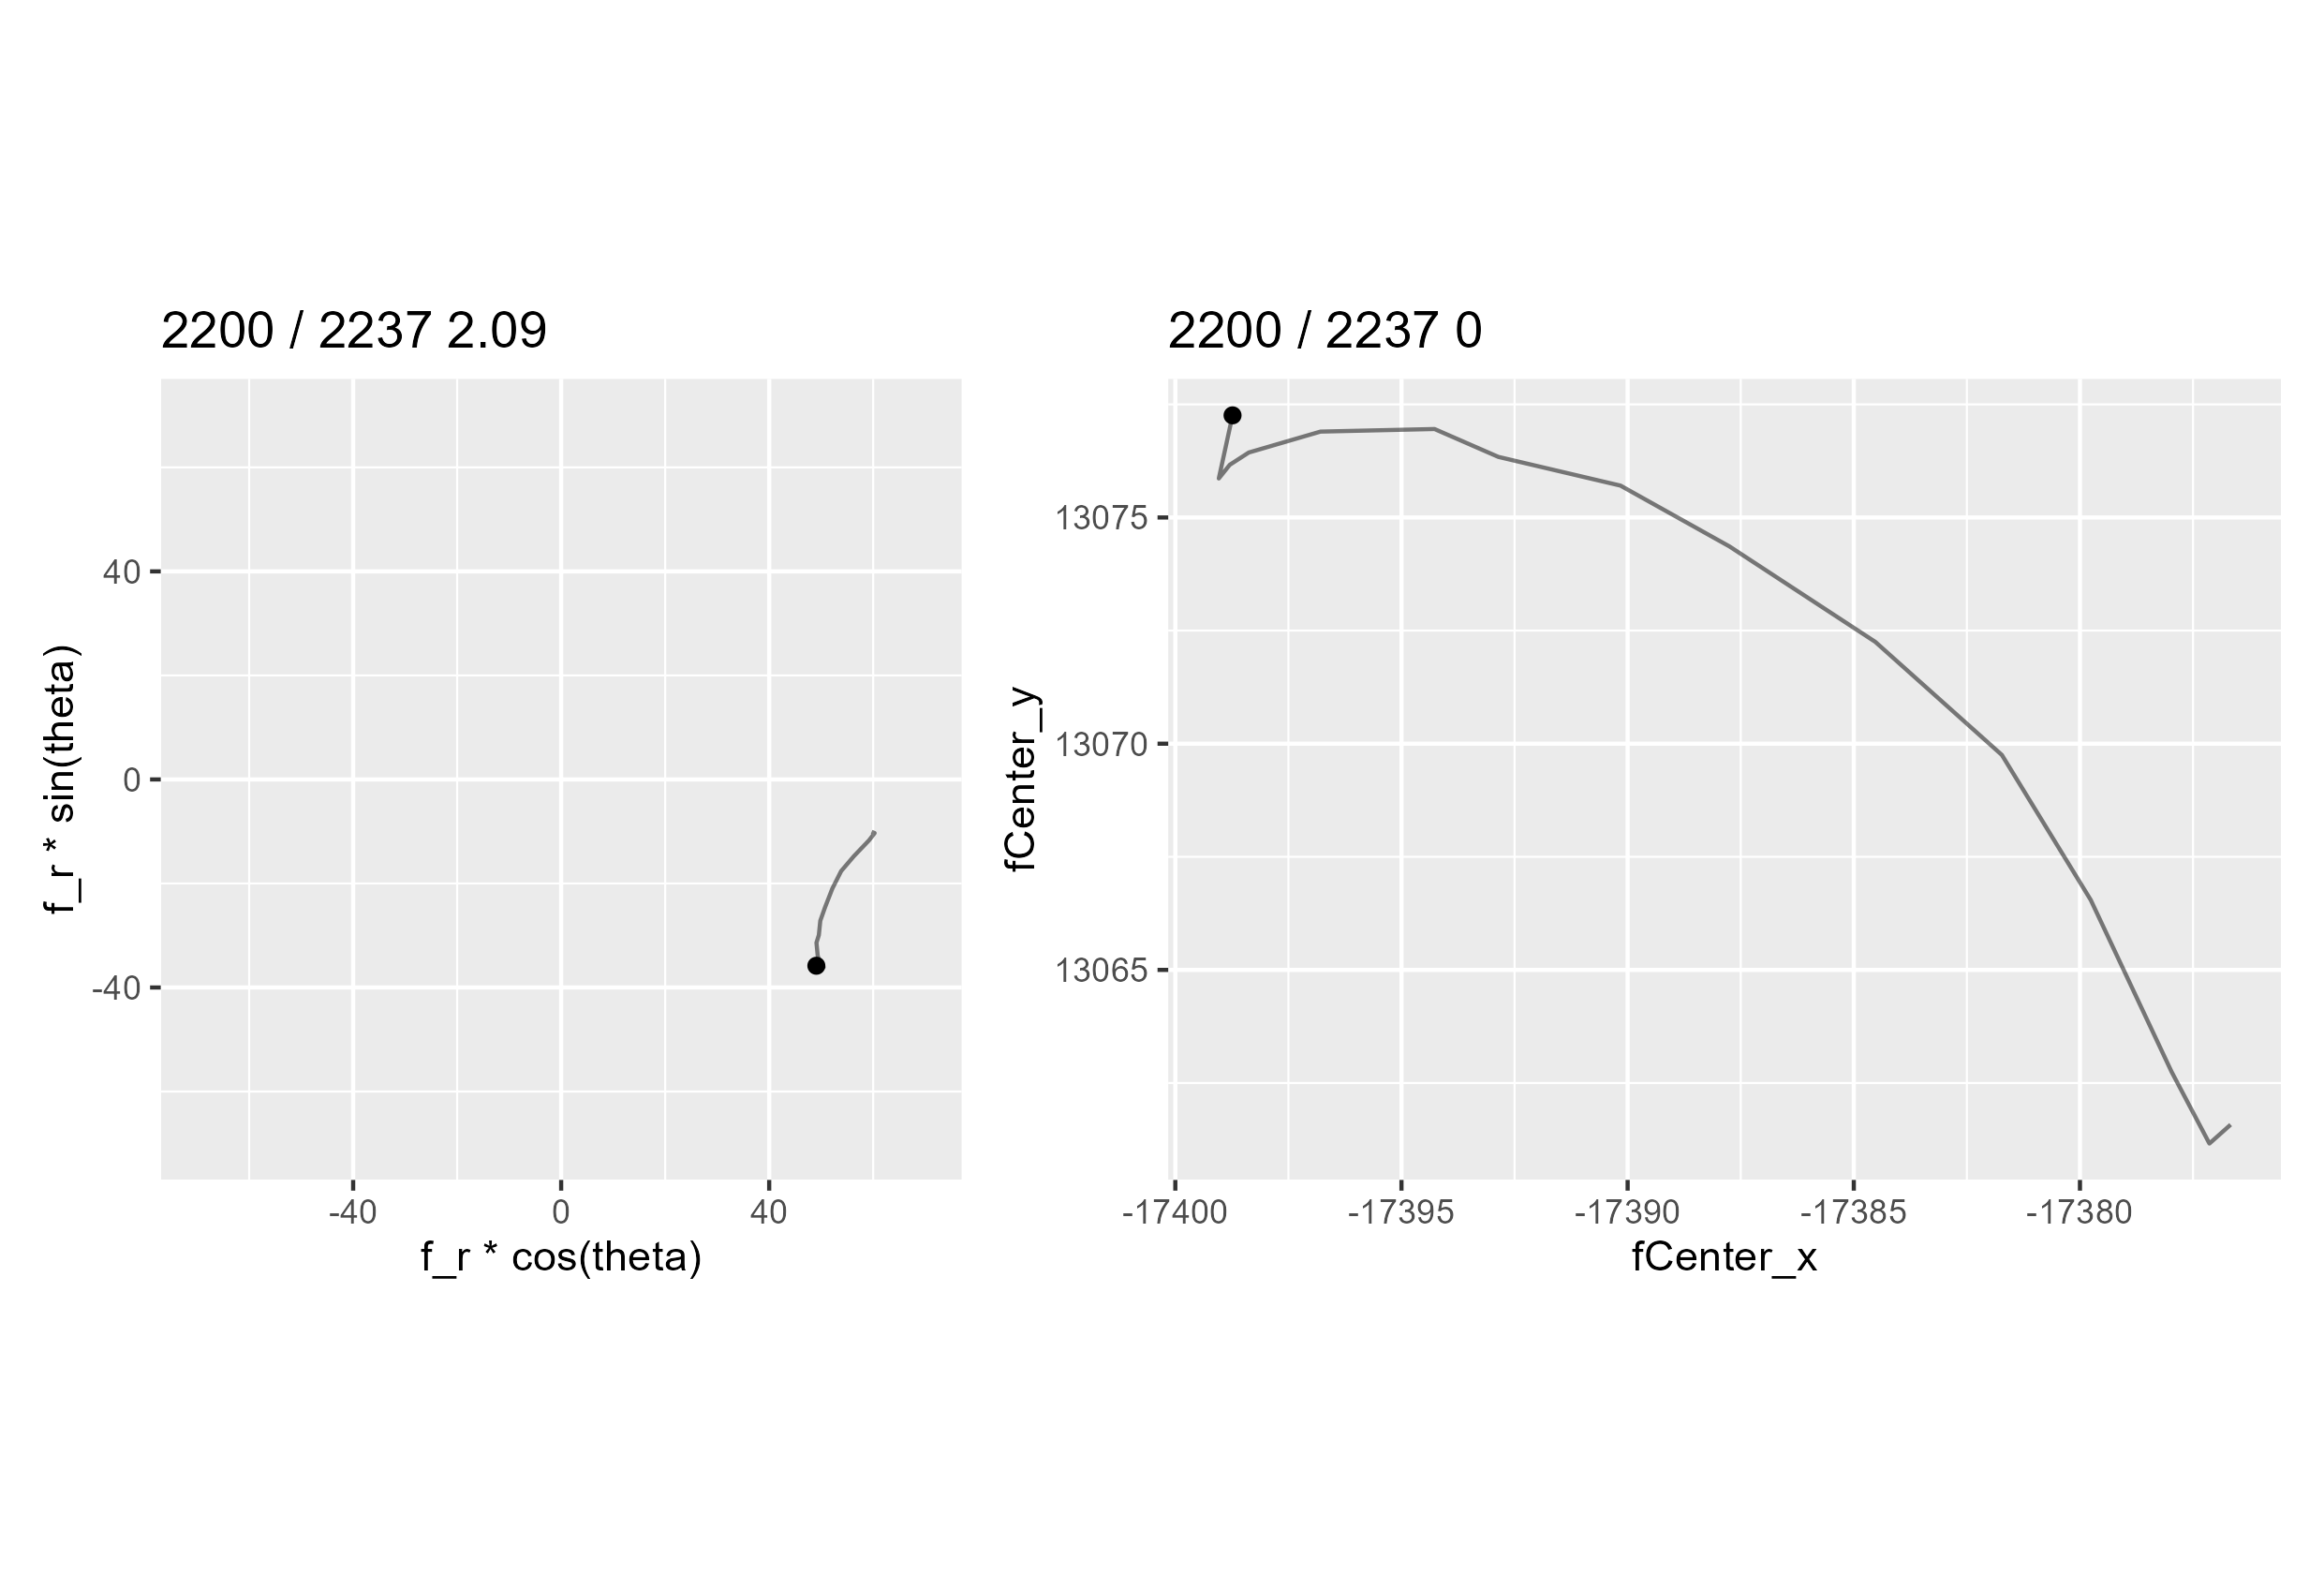 2200 / 2237 2.09
40
0
-40
-40
0
40
f_r * cos(theta)
f_r * sin(theta)
2200 / 2237 0
13075
13070
13065
-17400
-17395
-17390
-17385
-17380
fCenter_x
fCenter_y